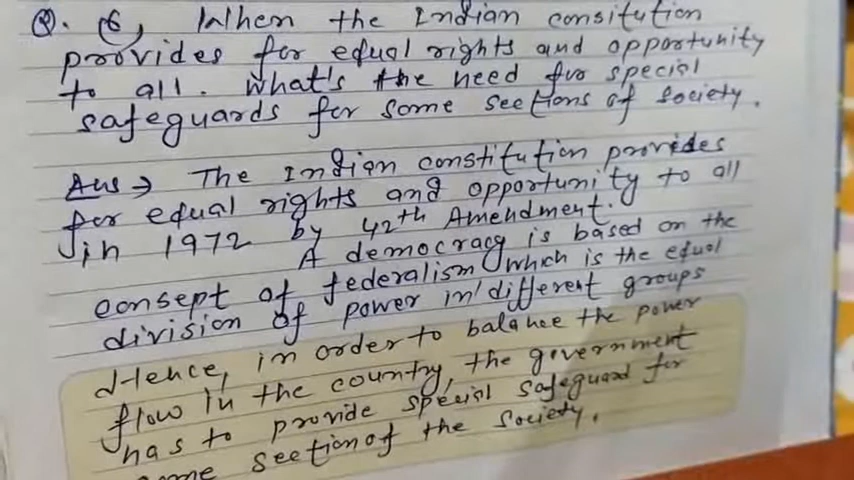 Q. 6, When the Indian consitution
provides for equal rights and opportunity
to all. What's the need for special
safeguards for some sections of society.
Ans → The Indian constitution provides
for equal rights and opportunity to all
in 1972 by 42th Amendment.
A democracy is based on the
consept of federalism which is the equal
division of power in different groups
Hence, in order to balance the power
flow in the country, the government
has to provide special safeguard for
some section of the society.